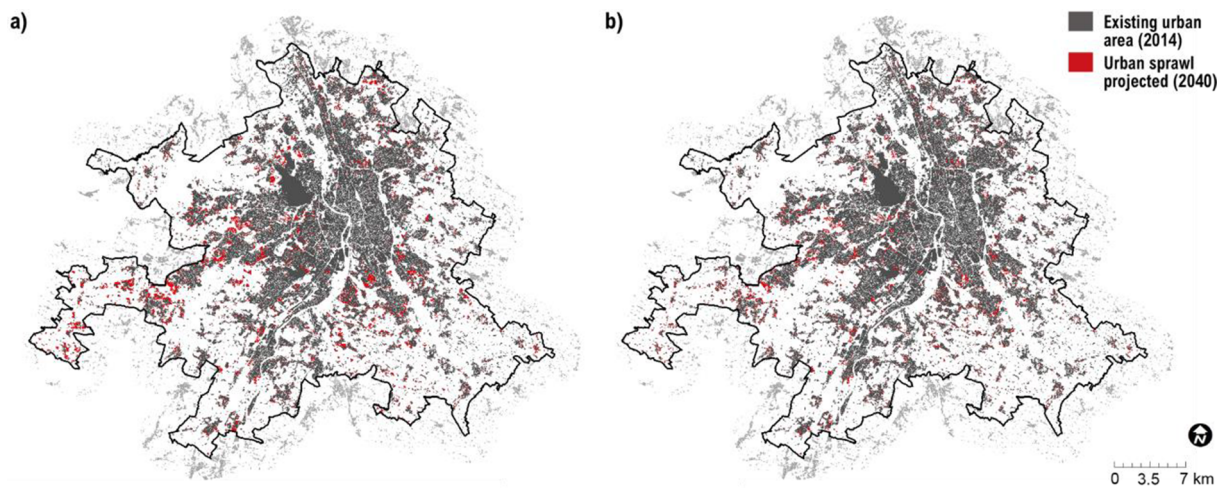 a)
b)
Existing urban
area (2014)
Urban sprawl
projected (2040)
N
0 3.5 7 km